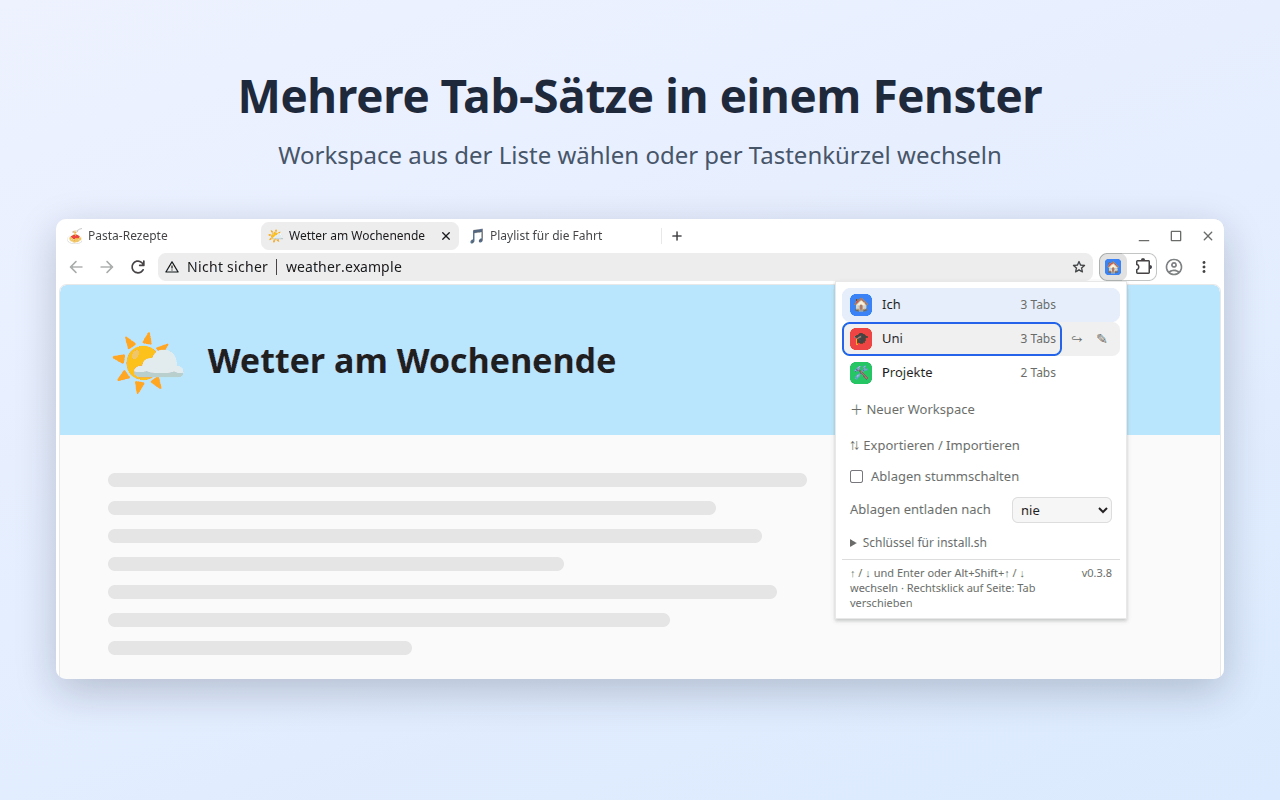 Mehrere Tab-Sätze in einem Fenster
Workspace aus der Liste wählen oder per Tastenkürzel wechseln
Pasta-Rezepte
Wetter am Wochenende
Playlist für die Fahrt
Nicht sicher
weather.example
Wetter am Wochenende
Ich 3 Tabs
Uni 3 Tabs
Projekte 2 Tabs
+ Neuer Workspace
⇅ Exportieren / Importieren
Ablagen stummschalten
Ablagen entladen nach nie
▶ Schlüssel für install.sh
↑ / ↓ und Enter oder Alt+Shift+↑ / ↓ v0.3.8
wechseln · Rechtsklick auf Seite: Tab
verschieben